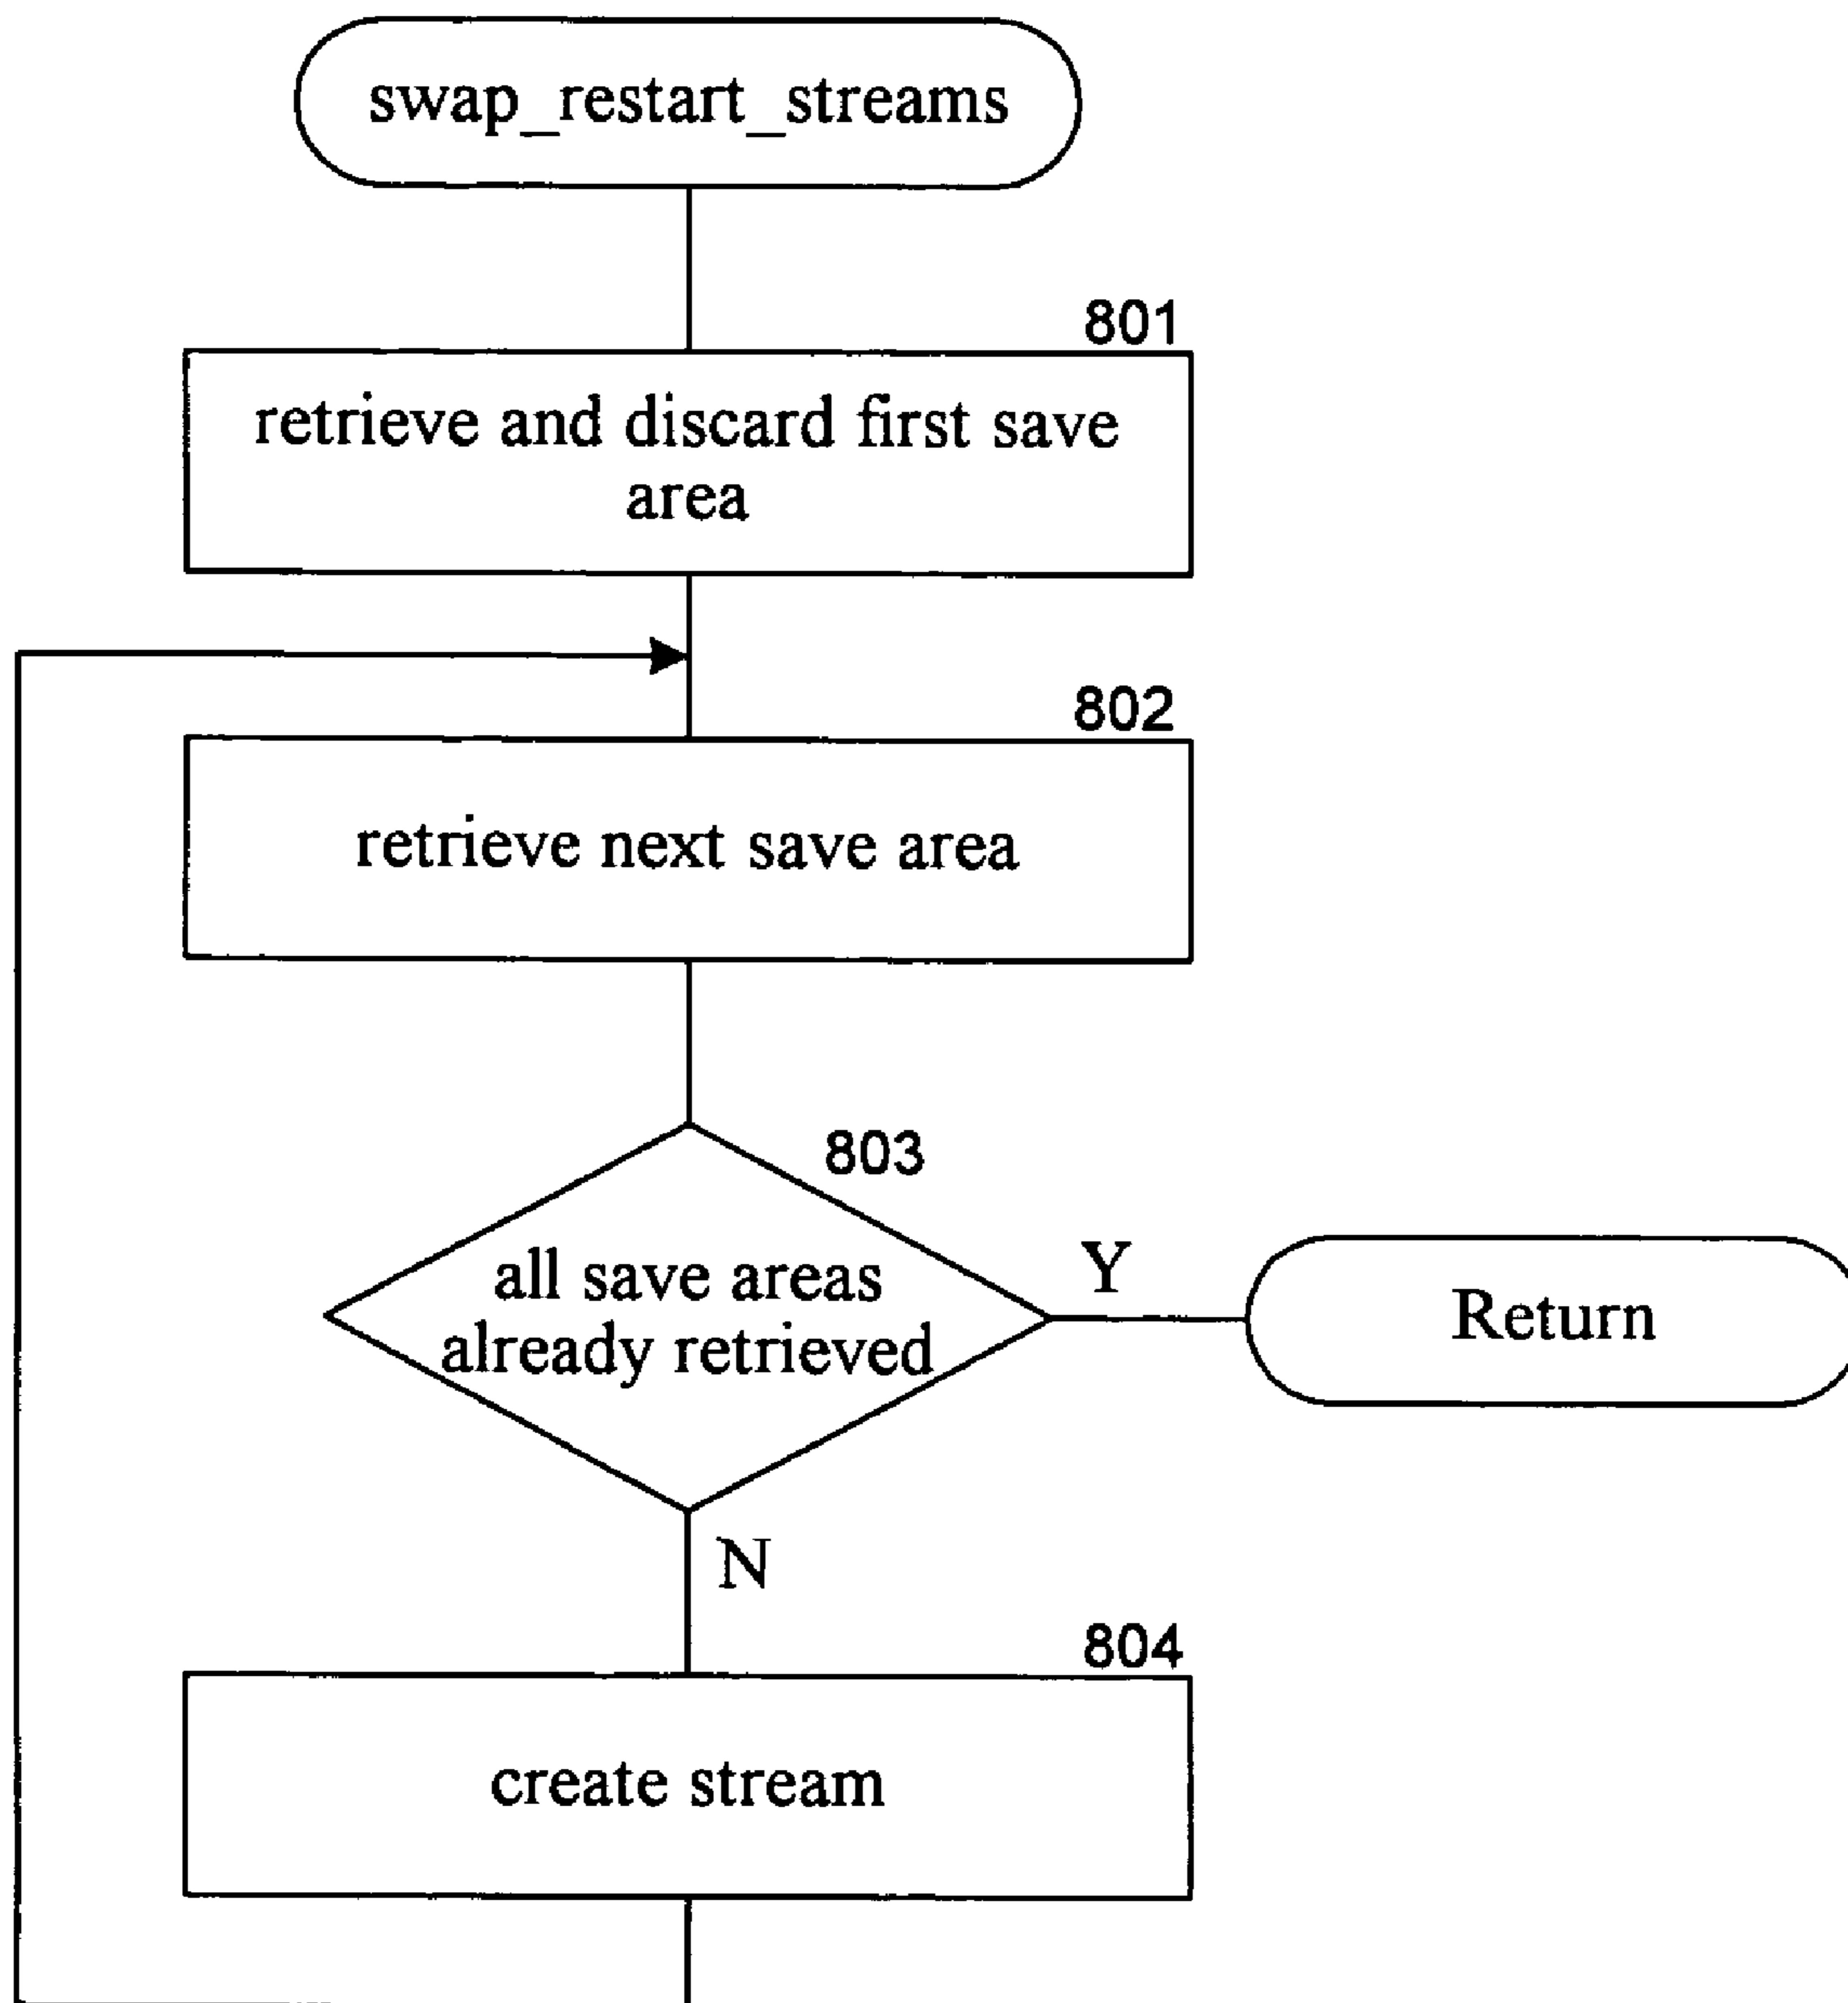 swap_restart_streams
801
retrieve and discard first save
area
802
retrieve next save area
803
all save areas
already retrieved
Y
Return
N
804
create stream